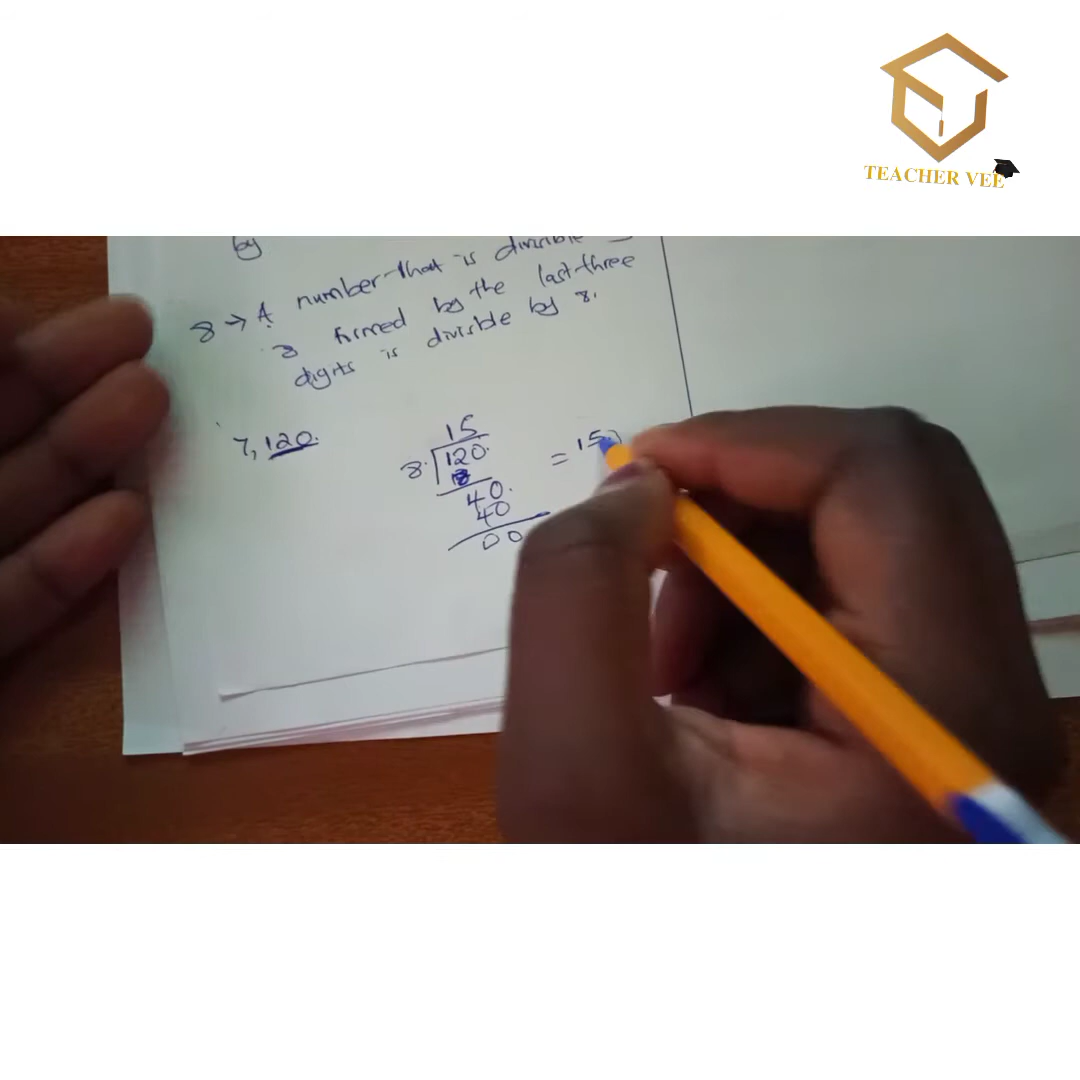 TEACHER VEE
by
8 → A number that is divisible
formed by the last three
digits is divisible by 8.
7,120.
15
8. 120.
8
40.
40
00
= 15